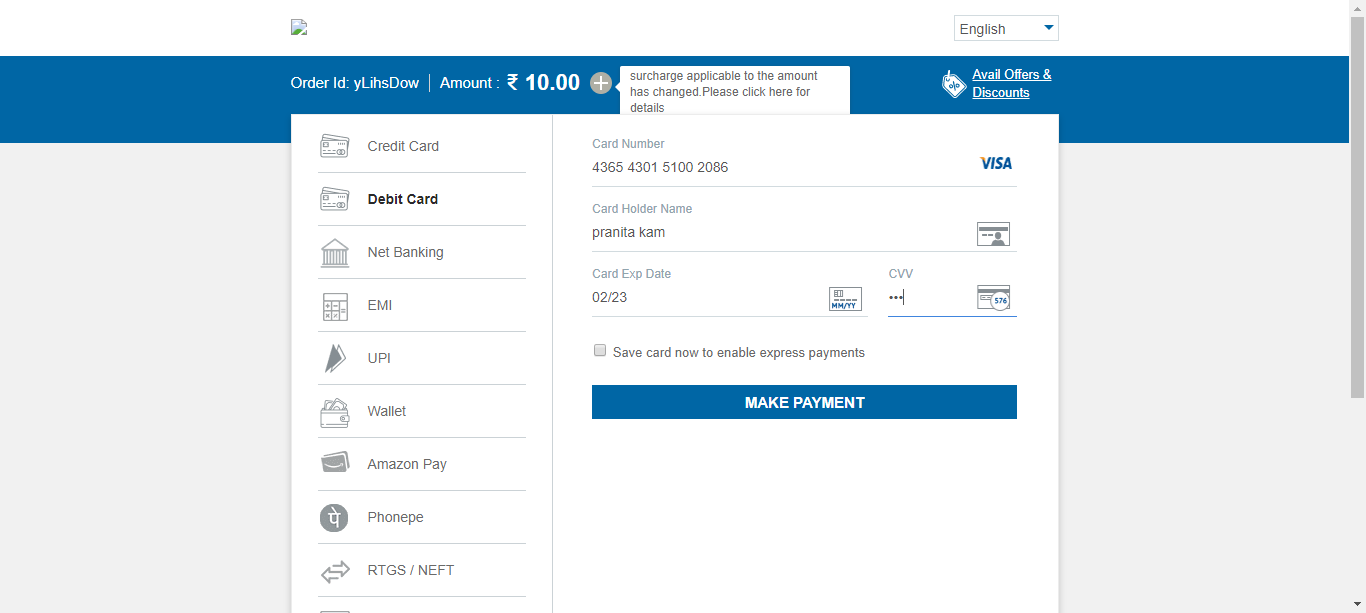 English
Order Id: yLihsDow
Amount : ₹ 10.00
surcharge applicable to the amount
has changed.Please click here for
details
Avail Offers &
Discounts
Credit Card
Debit Card
Net Banking
EMI
UPI
Wallet
Amazon Pay
Phonepe
RTGS / NEFT
Card Number
4365 4301 5100 2086
VISA
Card Holder Name
pranita kam
Card Exp Date
02/23
MM/YY
CVV
•••
576
Save card now to enable express payments
MAKE PAYMENT